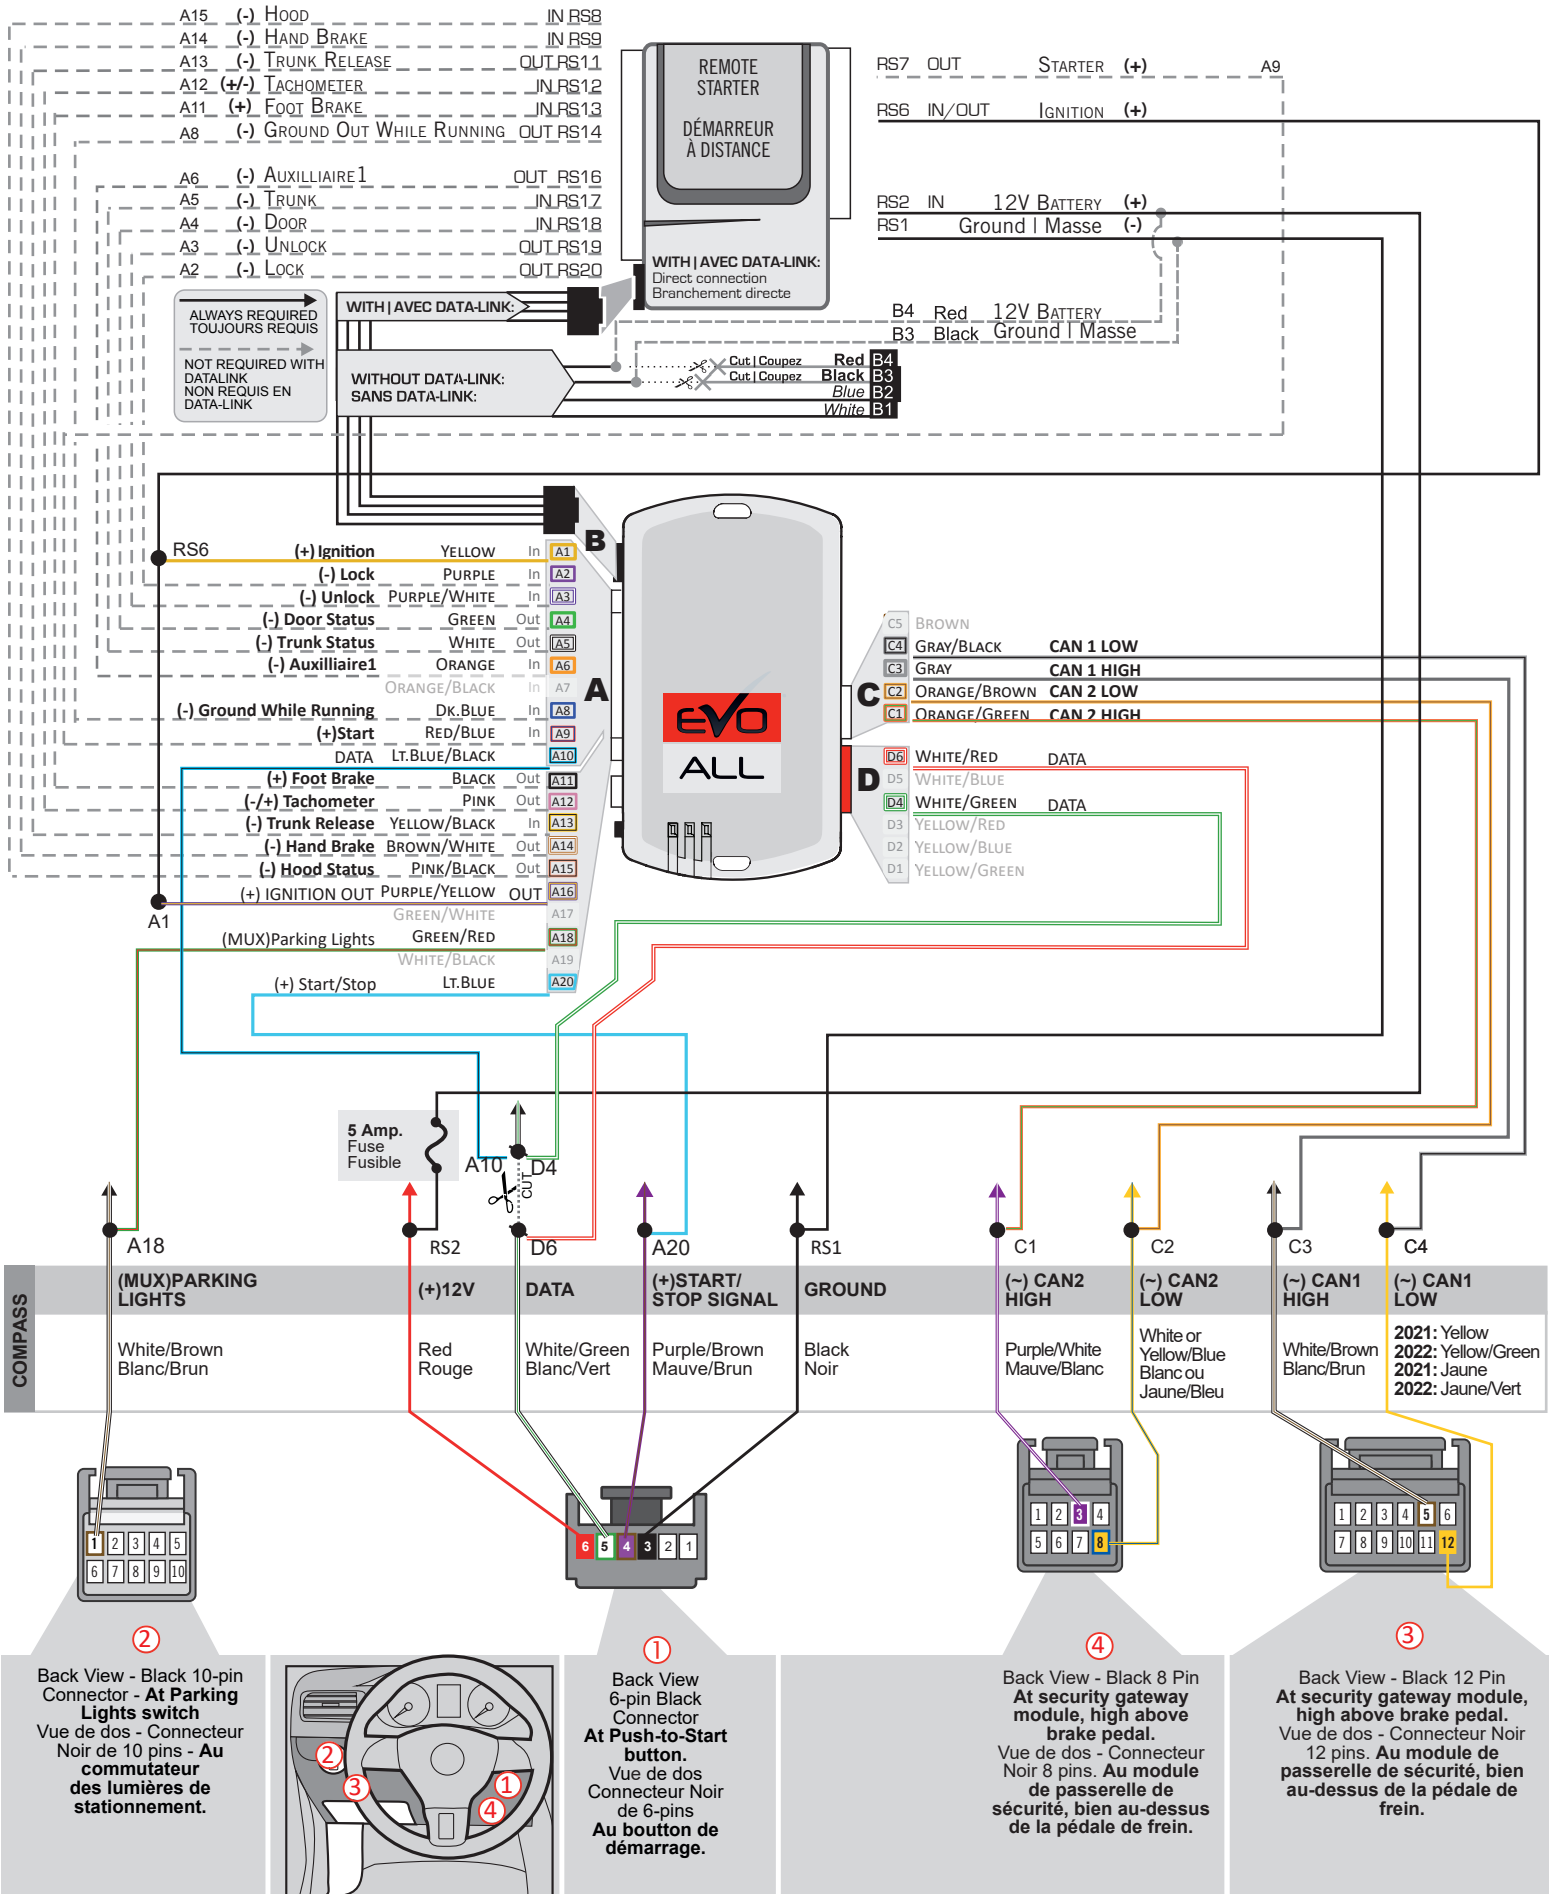 A15 (-) HOOD IN RS8
A14 (-) HAND BRAKE IN RS9
A13 (-) TRUNK RELEASE OUT RS11
A12 (+/-) TACHOMETER IN RS12
A11 (+) FOOT BRAKE IN RS13
A8 (-) GROUND OUT WHILE RUNNING OUT RS14
A6 (-) AUXILLIAIRE1 OUT RS16
A5 (-) TRUNK IN RS17
A4 (-) DOOR IN RS18
A3 (-) UNLOCK OUT RS19
A2 (-) LOCK OUT RS20
REMOTE
STARTER
DÉMARREUR
À DISTANCE
WITH | AVEC DATA-LINK:
Direct connection
Branchement directe
RS7 OUT STARTER (+) A9
RS6 IN/OUT IGNITION (+)
RS2 IN 12V BATTERY (+)
RS1 Ground | Masse (-)
B4 Red 12V BATTERY
B3 Black Ground | Masse
ALWAYS REQUIRED
TOUJOURS REQUIS
NOT REQUIRED WITH
DATALINK
NON REQUIS EN
DATA-LINK
WITH | AVEC DATA-LINK:
WITHOUT DATA-LINK:
SANS DATA-LINK:
Cut | Coupez Red B4
Cut | Coupez Black B3
Blue B2
White B1
B
RS6 (+) Ignition YELLOW In A1
(-) Lock PURPLE In A2
(-) Unlock PURPLE/WHITE In A3
(-) Door Status GREEN Out A4
(-) Trunk Status WHITE Out A5
(-) Auxilliaire1 ORANGE In A6
ORANGE/BLACK In A7
(-) Ground While Running DK.BLUE In A8
(+)Start RED/BLUE In A9
DATA LT.BLUE/BLACK A10
(+) Foot Brake BLACK Out A11
(-/+) Tachometer PINK Out A12
(-) Trunk Release YELLOW/BLACK In A13
(-) Hand Brake BROWN/WHITE Out A14
(-) Hood Status PINK/BLACK Out A15
(+) IGNITION OUT PURPLE/YELLOW OUT A16
A1
GREEN/WHITE A17
(MUX)Parking Lights GREEN/RED A18
WHITE/BLACK A19
(+) Start/Stop LT.BLUE A20
A
EVO
ALL
C
C5 BROWN
C4 GRAY/BLACK CAN 1 LOW
C3 GRAY CAN 1 HIGH
C2 ORANGE/BROWN CAN 2 LOW
C1 ORANGE/GREEN CAN 2 HIGH
D
D6 WHITE/RED DATA
D5 WHITE/BLUE
D4 WHITE/GREEN DATA
D3 YELLOW/RED
D2 YELLOW/BLUE
D1 YELLOW/GREEN
5 Amp.
Fuse
Fusible
A10 D4
CUT
A18 RS2 D6 A20 RS1 C1 C2 C3 C4
COMPASS
(MUX)PARKING
LIGHTS
(+)12V
DATA
(+)START/
STOP SIGNAL
GROUND
(~) CAN2
HIGH
(~) CAN2
LOW
(~) CAN1
HIGH
(~) CAN1
LOW
White/Brown
Blanc/Brun
Red
Rouge
White/Green
Blanc/Vert
Purple/Brown
Mauve/Brun
Black
Noir
Purple/White
Mauve/Blanc
White or
Yellow/Blue
Blanc ou
Jaune/Bleu
White/Brown
Blanc/Brun
2021: Yellow
2022: Yellow/Green
2021: Jaune
2022: Jaune/Vert
1 2 3 4 5
6 7 8 9 10
6 5 4 3 2 1
1 2 3 4
5 6 7 8
1 2 3 4 5 6
7 8 9 10 11 12
2
Back View - Black 10-pin
Connector - At Parking
Lights switch
Vue de dos - Connecteur
Noir de 10 pins - Au
commutateur
des lumières de
stationnement.
2
3
1
4
1
Back View
6-pin Black
Connector
At Push-to-Start
button.
Vue de dos
Connecteur Noir
de 6-pins
Au boutton de
démarrage.
4
Back View - Black 8 Pin
At security gateway
module, high above
brake pedal.
Vue de dos - Connecteur
Noir 8 pins. Au module
de passerelle de
sécurité, bien au-dessus
de la pédale de frein.
3
Back View - Black 12 Pin
At security gateway module,
high above brake pedal.
Vue de dos - Connecteur Noir
12 pins. Au module de
passerelle de sécurité, bien
au-dessus de la pédale de
frein.